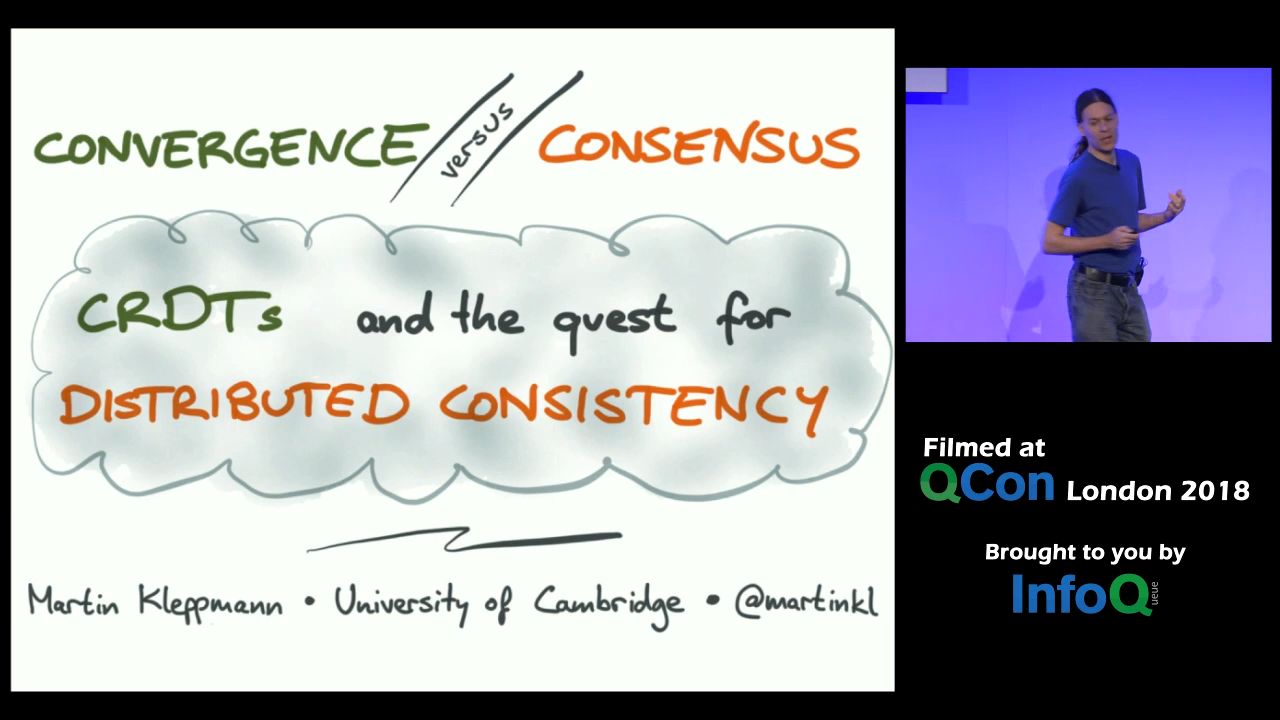 CONVERGENCE versus CONSENSUS
CRDTs and the quest for
DISTRIBUTED CONSISTENCY
Martin Kleppmann • University of Cambridge • @martinkl
Filmed at
QCon London 2018
Brought to you by
InfoQueue